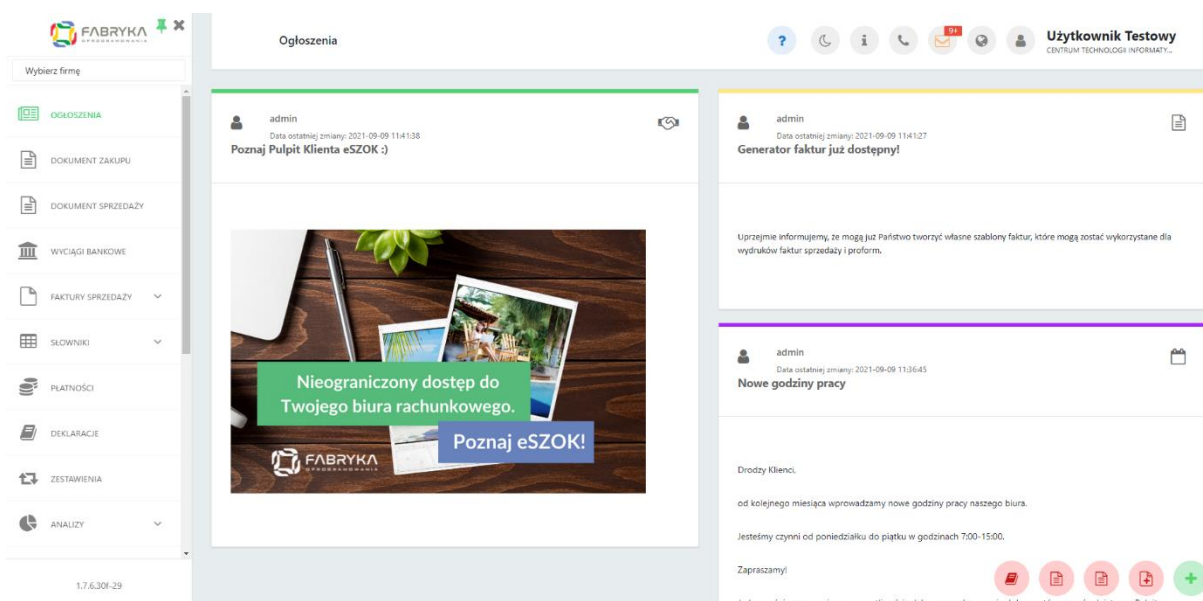 FABRYKA
OPROGRAMOWANIA
Wybierz firmę
OGŁOSZENIA
DOKUMENT ZAKUPU
DOKUMENT SPRZEDAŻY
WYCIĄGI BANKOWE
FAKTURY SPRZEDAŻY
SŁOWNIKI
PŁATNOŚCI
DEKLARACJE
ZESTAWIENIA
ANALIZY
1.7.6.30f-29
Ogłoszenia
?
i
9+
Użytkownik Testowy
CENTRUM TECHNOLOGII INFORMATY...
admin
Data ostatniej zmiany: 2021-09-09 11:41:38
Poznaj Pulpit Klienta eSZOK :)
Nieograniczony dostęp do
Twojego biura rachunkowego.
Poznaj eSZOK!
FABRYKA
OPROGRAMOWANIA
admin
Data ostatniej zmiany: 2021-09-09 11:41:27
Generator faktur już dostępny!
Uprzejmie informujemy, że mogą już Państwo tworzyć własne szablony faktur, które mogą zostać wykorzystane dla
wydruków faktur sprzedaży i proform.
admin
Data ostatniej zmiany: 2021-09-09 11:36:45
Nowe godziny pracy
Drodzy Klienci,
od kolejnego miesiąca wprowadzamy nowe godziny pracy naszego biura.
Jesteśmy czynni od poniedziałku do piątku w godzinach 7:00-15:00.
Zapraszamy!